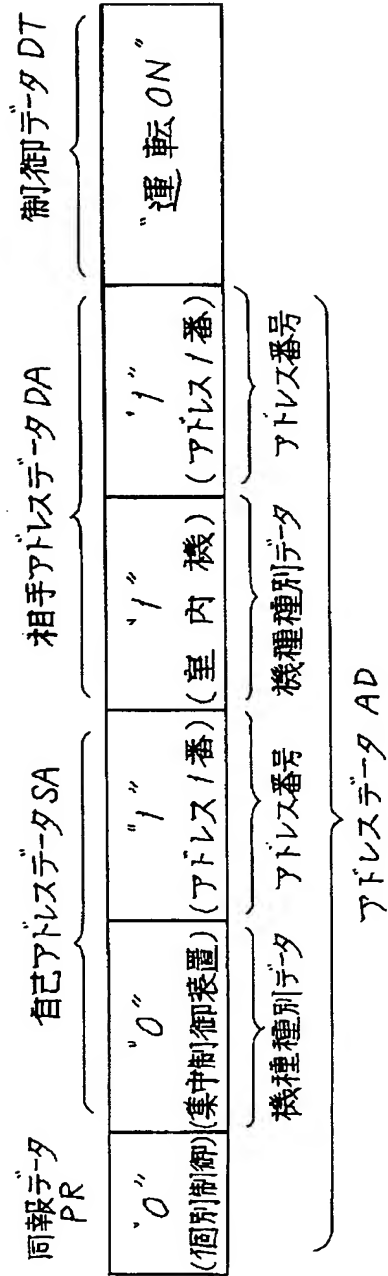 同報データ
PR
自己アドレスデータSA
相手アドレスデータDA
制御データDT
"0"
(個別制御)
"0"
(集中制御装置)
"1"
(アドレス1番)
"1"
(室内機)
"1"
(アドレス1番)
"運転ON"
機種種別データ
アドレス番号
機種種別データ
アドレス番号
アドレスデータAD